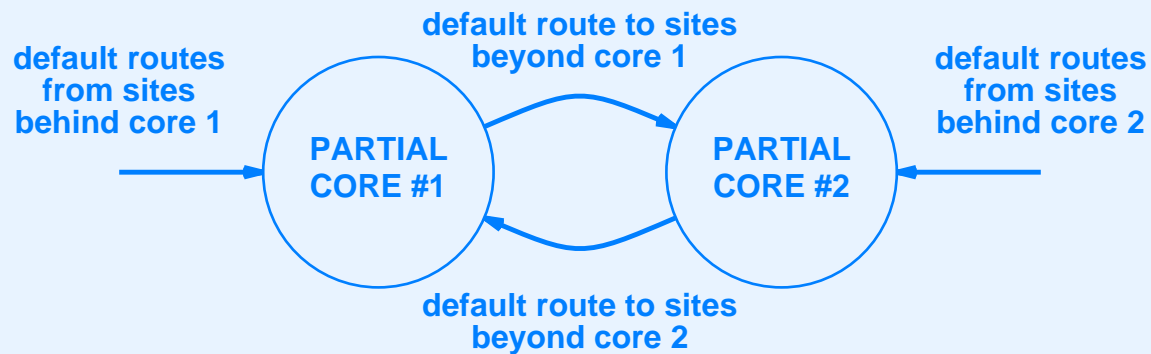 default route to sites
beyond core 1
default routes
from sites
behind core 1
default routes
from sites
behind core 2
PARTIAL
CORE #1
PARTIAL
CORE #2
default route to sites
beyond core 2